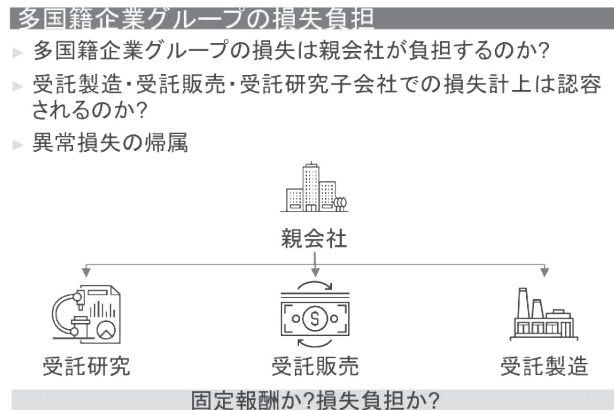 多国籍企業グループの損失負担
多国籍企業グループの損失は親会社が負担するのか?
受託製造・受託販売・受託研究子会社での損失計上は認容
されるのか?
異常損失の帰属
親会社
$
受託研究 受託販売 受託製造
固定報酬か?損失負担か?